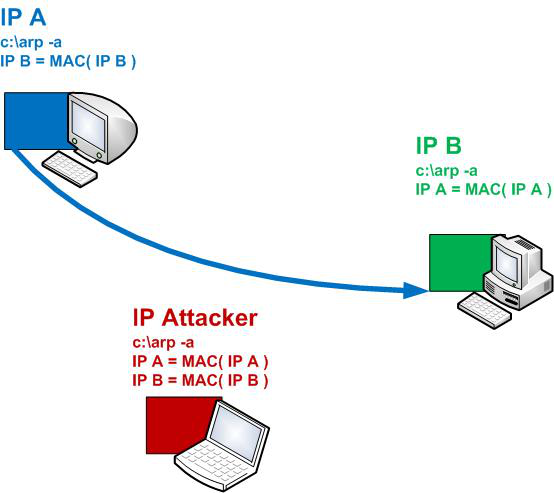 IP A
c:\arp -a
IP B = MAC( IP B )
IP B
c:\arp -a
IP A = MAC( IP A )
IP Attacker
c:\arp -a
IP A = MAC( IP A )
IP B = MAC( IP B )